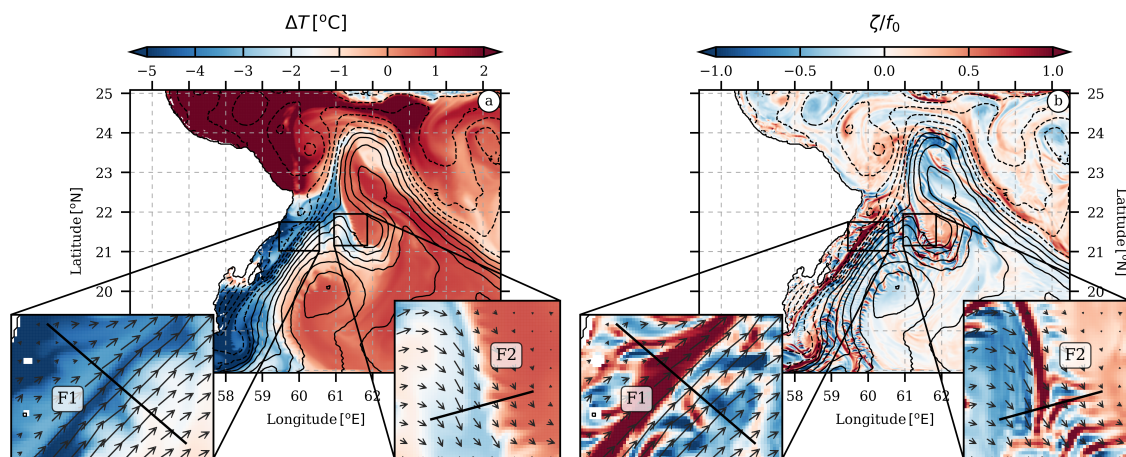 ΔT [°C]
−5 −4 −3 −2 −1 0 1 2
a
25
24
23
22
21
20
Latitude [°N]
58 59 60 61 62
Longitude [°E]
F1
F2
ζ/f₀
−1.0 −0.5 0.0 0.5 1.0
b
25
24
23
22
21
20
Latitude [°N]
58 59 60 61 62
Longitude [°E]
F1
F2